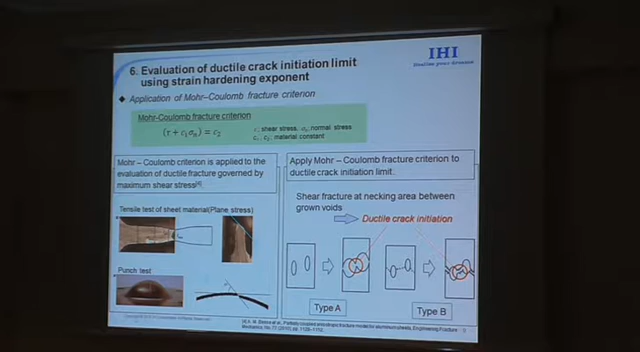 IHI
Realize your dreams
6. Evaluation of ductile crack initiation limit
using strain hardening exponent
◆ Application of Mohr–Coulomb fracture criterion
Mohr-Coulomb fracture criterion
(τ + c₁σₙ) = c₂
τ: shear stress, σₙ: normal stress
c₁, c₂: material constant
Mohr – Coulomb criterion is applied to the
evaluation of ductile fracture governed by
maximum shear stress[4]
Tensile test of sheet material(Plane stress)
Punch test
Apply Mohr – Coulomb fracture criterion to
ductile crack initiation limit.
Shear fracture at necking area between
grown voids
Ductile crack initiation
Type A
Type B